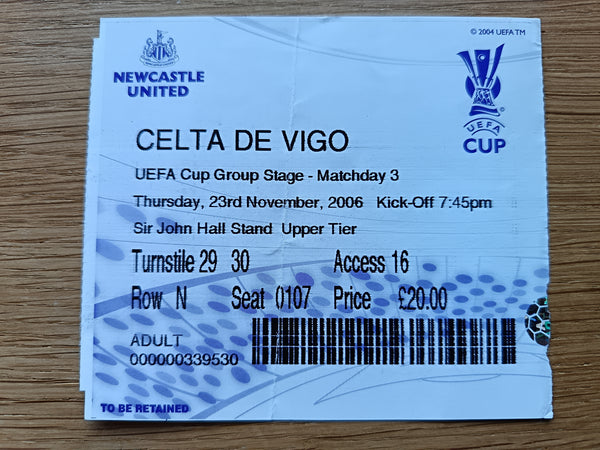 © 2004 UEFA TM
NEWCASTLE
UNITED
UEFA
CUP
CELTA DE VIGO
UEFA Cup Group Stage - Matchday 3
Thursday, 23rd November, 2006 Kick-Off 7:45pm
Sir John Hall Stand Upper Tier
Turnstile 29 30 Access 16
Row N Seat 0107 Price £20.00
ADULT
000000339530
TO BE RETAINED